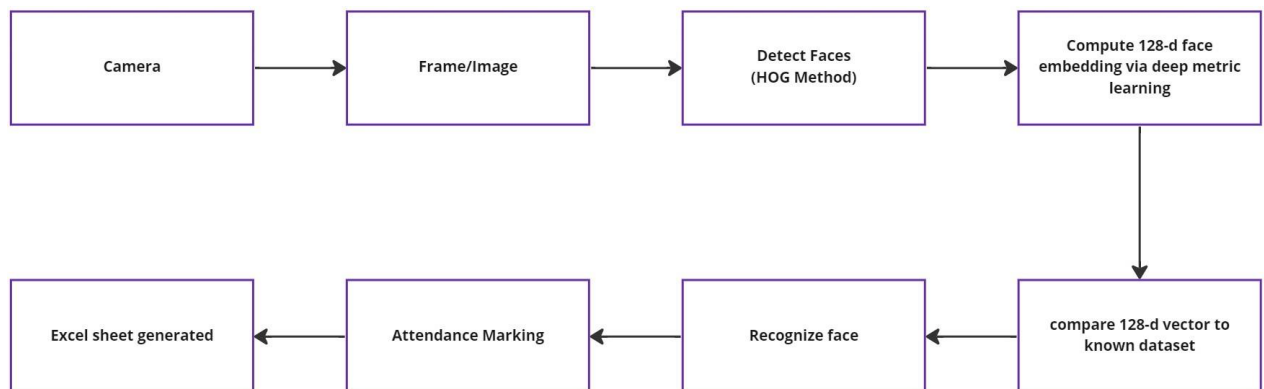 Camera
Frame/Image
Detect Faces
(HOG Method)
Compute 128-d face
embedding via deep metric
learning
compare 128-d vector to
known dataset
Recognize face
Attendance Marking
Excel sheet generated